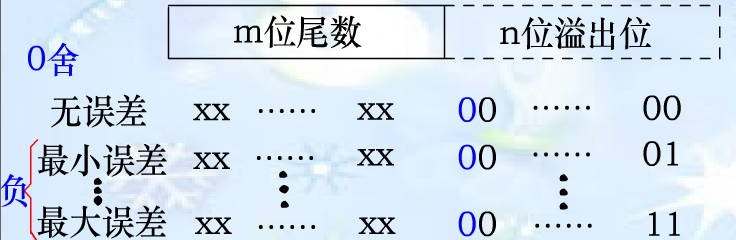 m位尾数 n位溢出位
0舍
无误差 xx ...... xx 00 ...... 00
最小误差 xx ...... xx 00 ...... 01
负
最大误差 xx ...... xx 00 ...... 11